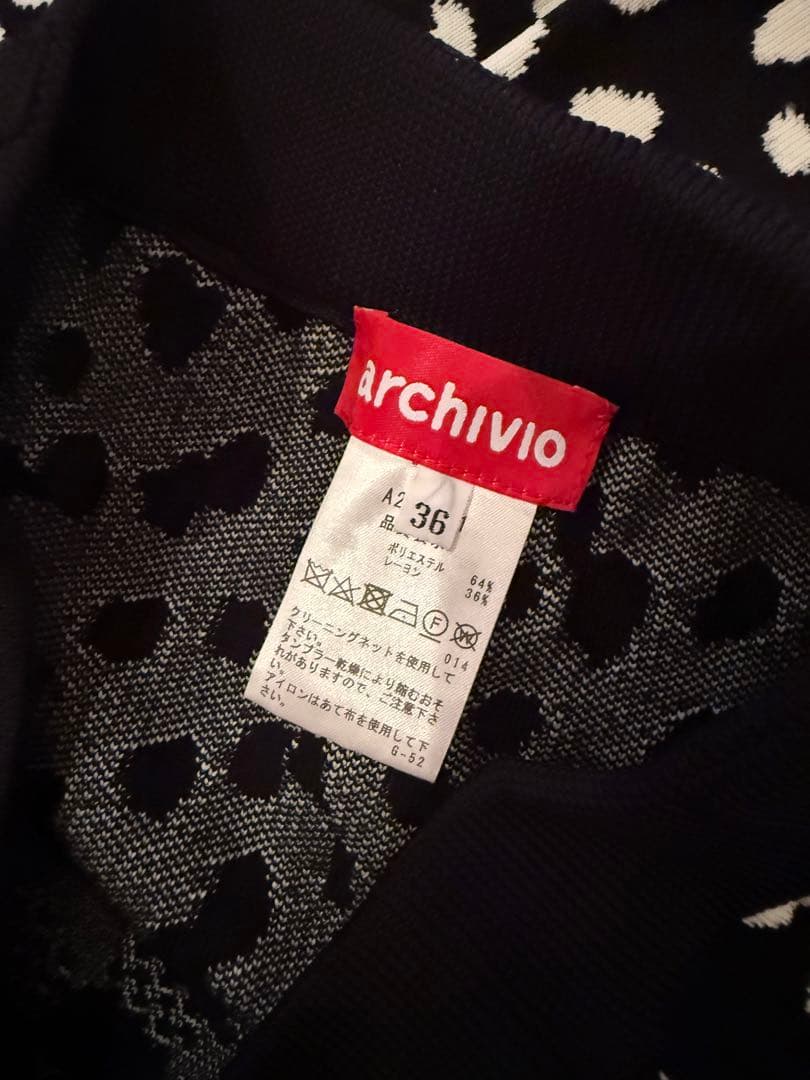 archivio
A2
36
品
ポリエステル 64%
レーヨン 36%
F W
014
クリーニングネットを使用して
下さい。
タンブラー乾燥により縮むおそ
れがありますので、ご注意下さ
い。
アイロンはあて布を使用して下
さい。
G-52